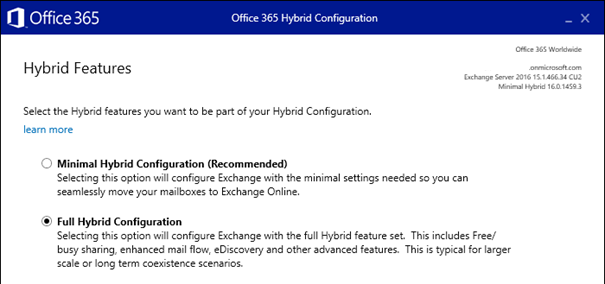 Office 365
Office 365 Hybrid Configuration
Office 365 Worldwide
.onmicrosoft.com
Exchange Server 2016 15.1.466.34 CU2
Minimal Hybrid 16.0.1459.3
Hybrid Features
Select the Hybrid features you want to be part of your Hybrid Configuration.
learn more
Minimal Hybrid Configuration (Recommended)
Selecting this option will configure Exchange with the minimal settings needed so you can
seamlessly move your mailboxes to Exchange Online.
Full Hybrid Configuration
Selecting this option will configure Exchange with the full Hybrid feature set. This includes Free/
busy sharing, enhanced mail flow, eDiscovery and other advanced features. This is typical for larger
scale or long term coexistence scenarios.